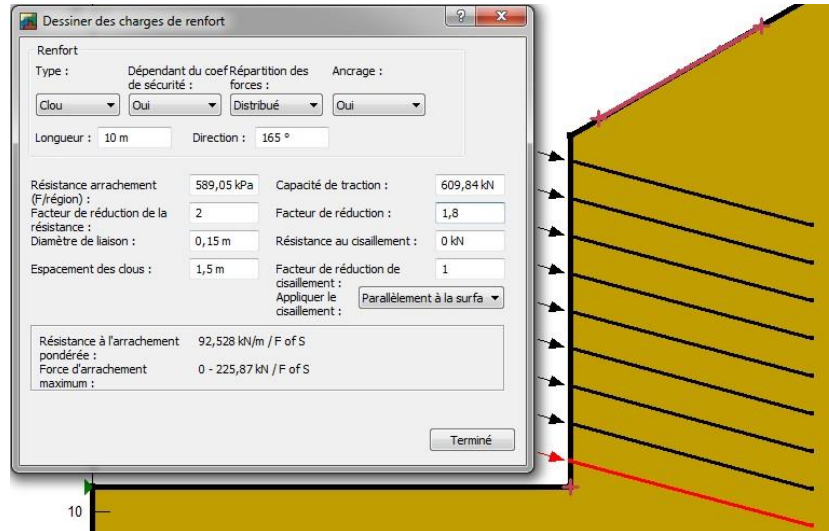 Dessiner des charges de renfort
Renfort
Type :
Dépendant du coef de sécurité :
Répartition des forces :
Ancrage :
Clou
Oui
Distribué
Oui
Longueur : 10 m
Direction : 165 °
Résistance arrachement (F/région) : 589,05 kPa
Capacité de traction : 609,84 kN
Facteur de réduction de la résistance : 2
Facteur de réduction : 1,8
Diamètre de liaison : 0,15 m
Résistance au cisaillement : 0 kN
Espacement des clous : 1,5 m
Facteur de réduction de cisaillement : 1
Appliquer le cisaillement : Parallèlement à la surfa
Résistance à l'arrachement pondérée : 92,528 kN/m / F of S
Force d'arrachement maximum : 0 - 225,87 kN / F of S
Terminé
10